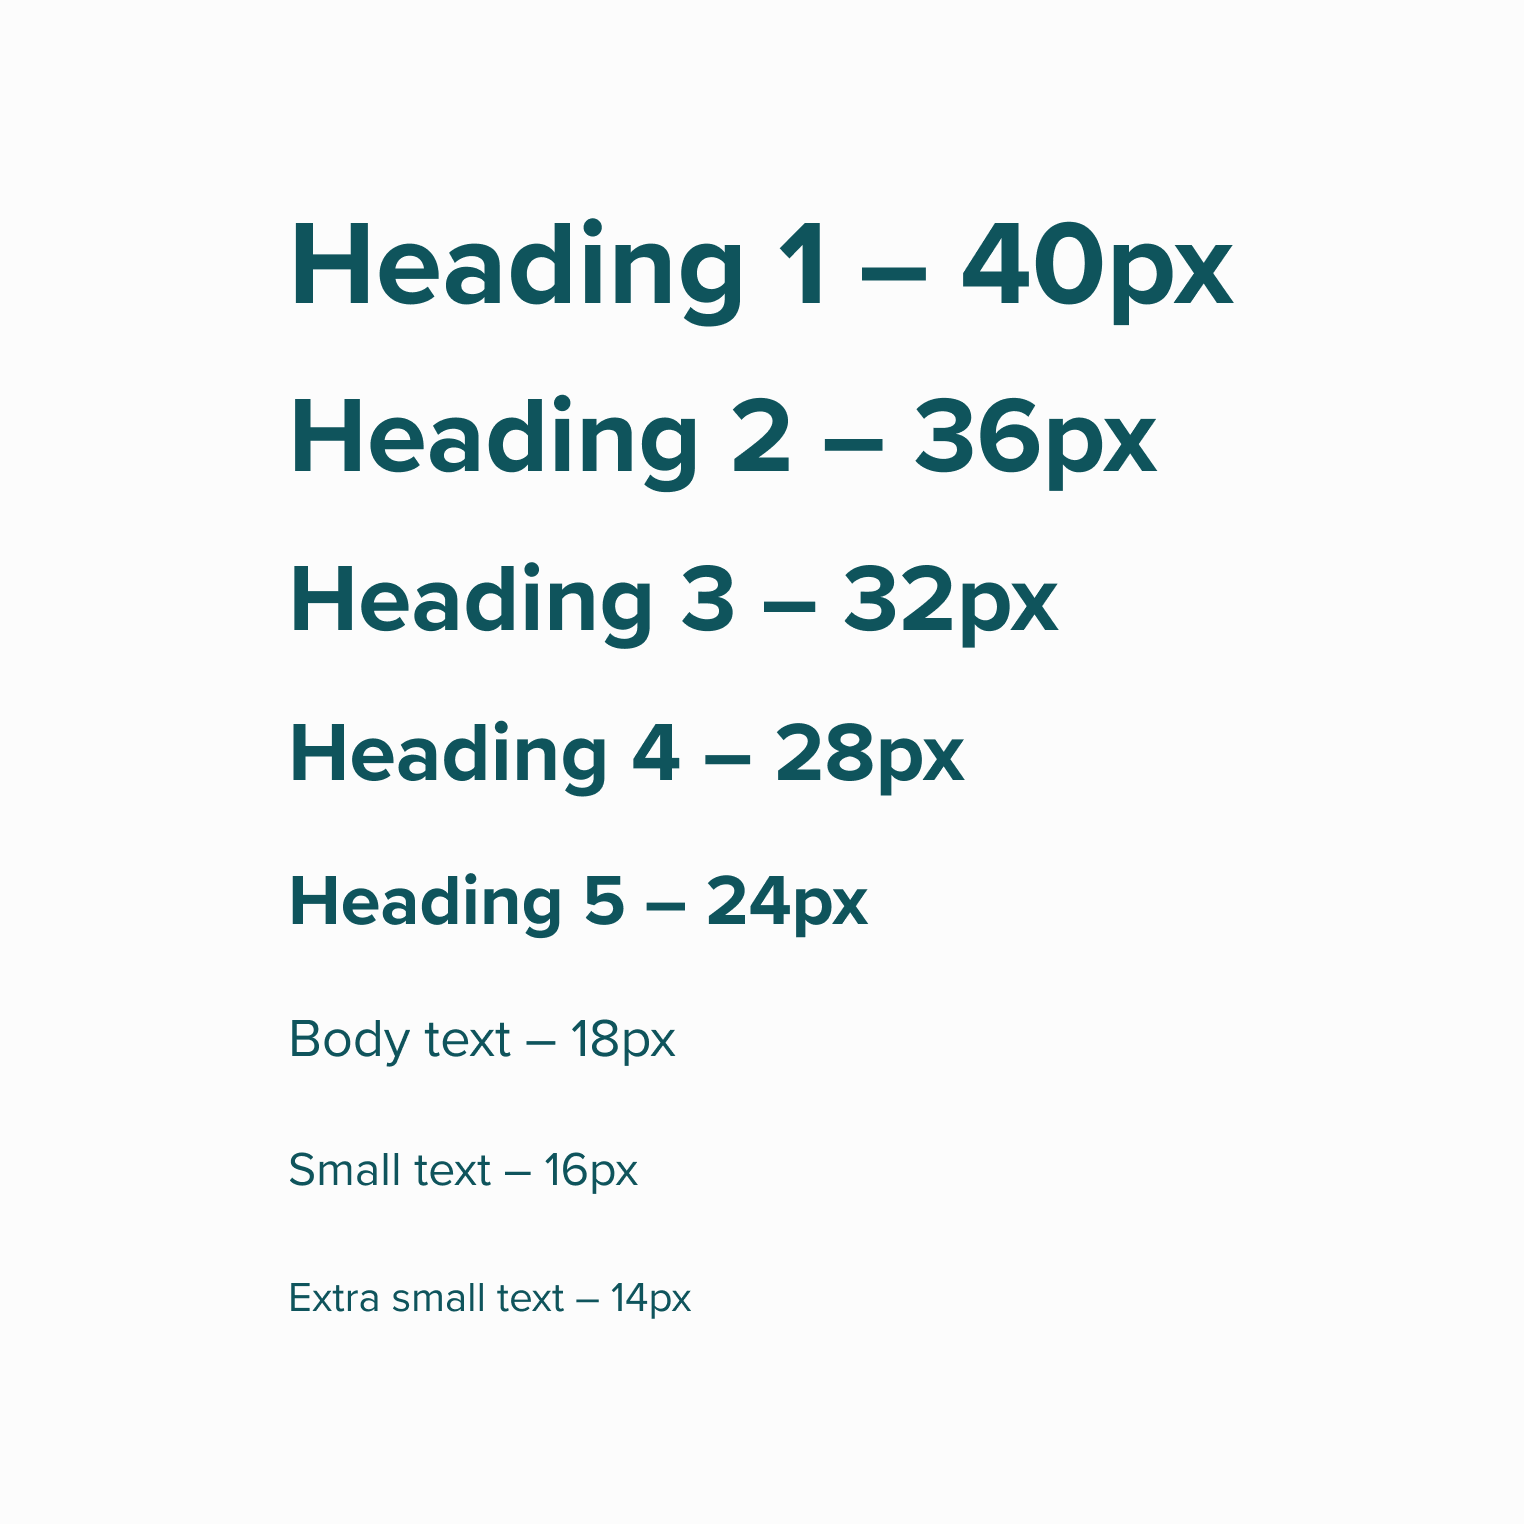 Heading 1 – 40px
Heading 2 – 36px
Heading 3 – 32px
Heading 4 – 28px
Heading 5 – 24px
Body text – 18px
Small text – 16px
Extra small text – 14px